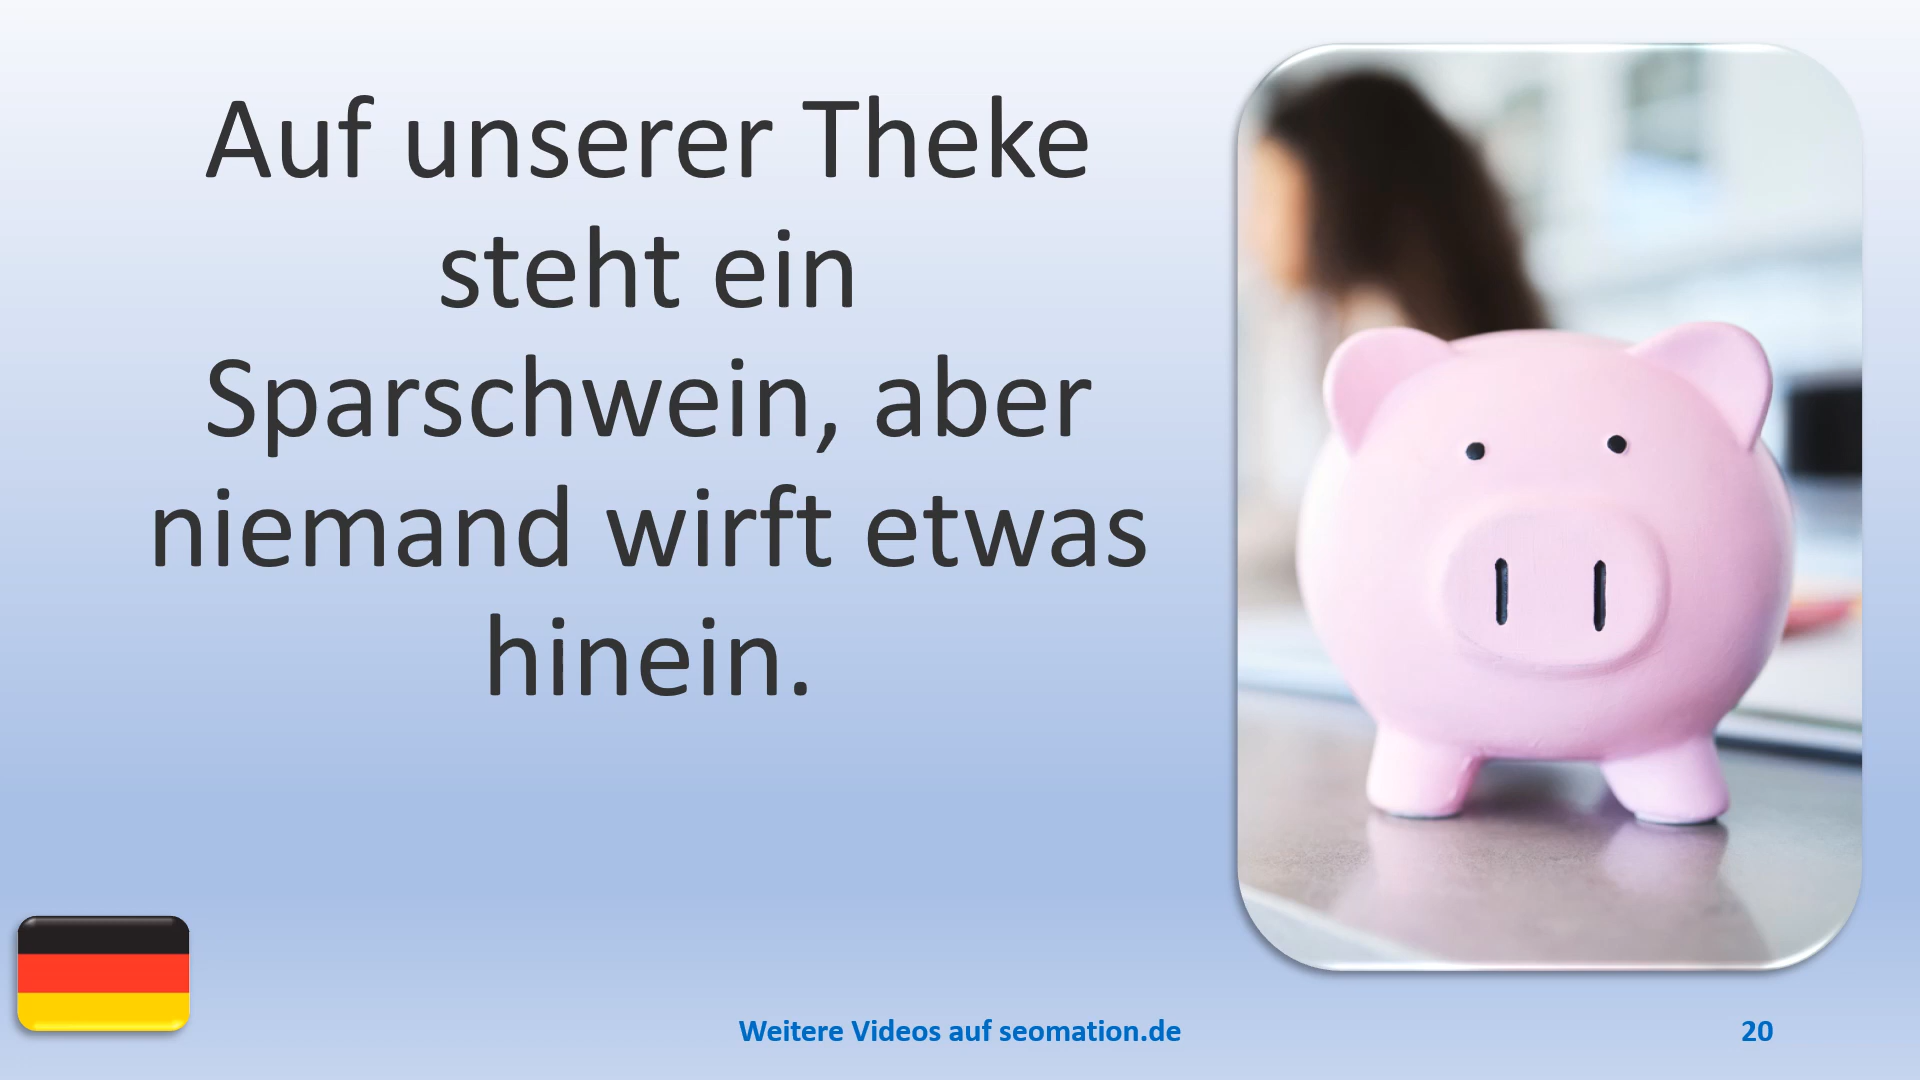 Auf unserer Theke
steht ein
Sparschwein, aber
niemand wirft etwas
hinein.
Weitere Videos auf seomation.de
20